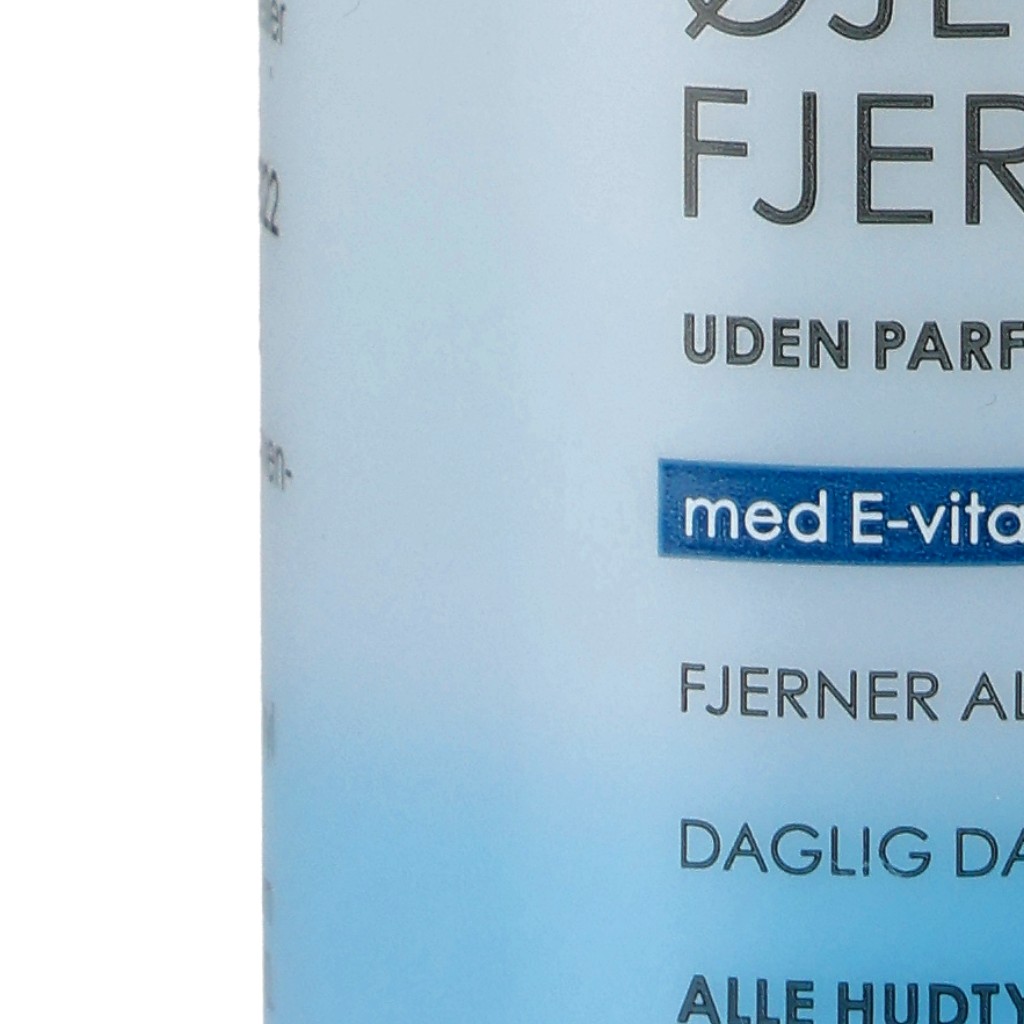 ØJE
FJER
UDEN PARF
med E-vita
FJERNER AL
DAGLIG DA
ALLE HUDTY